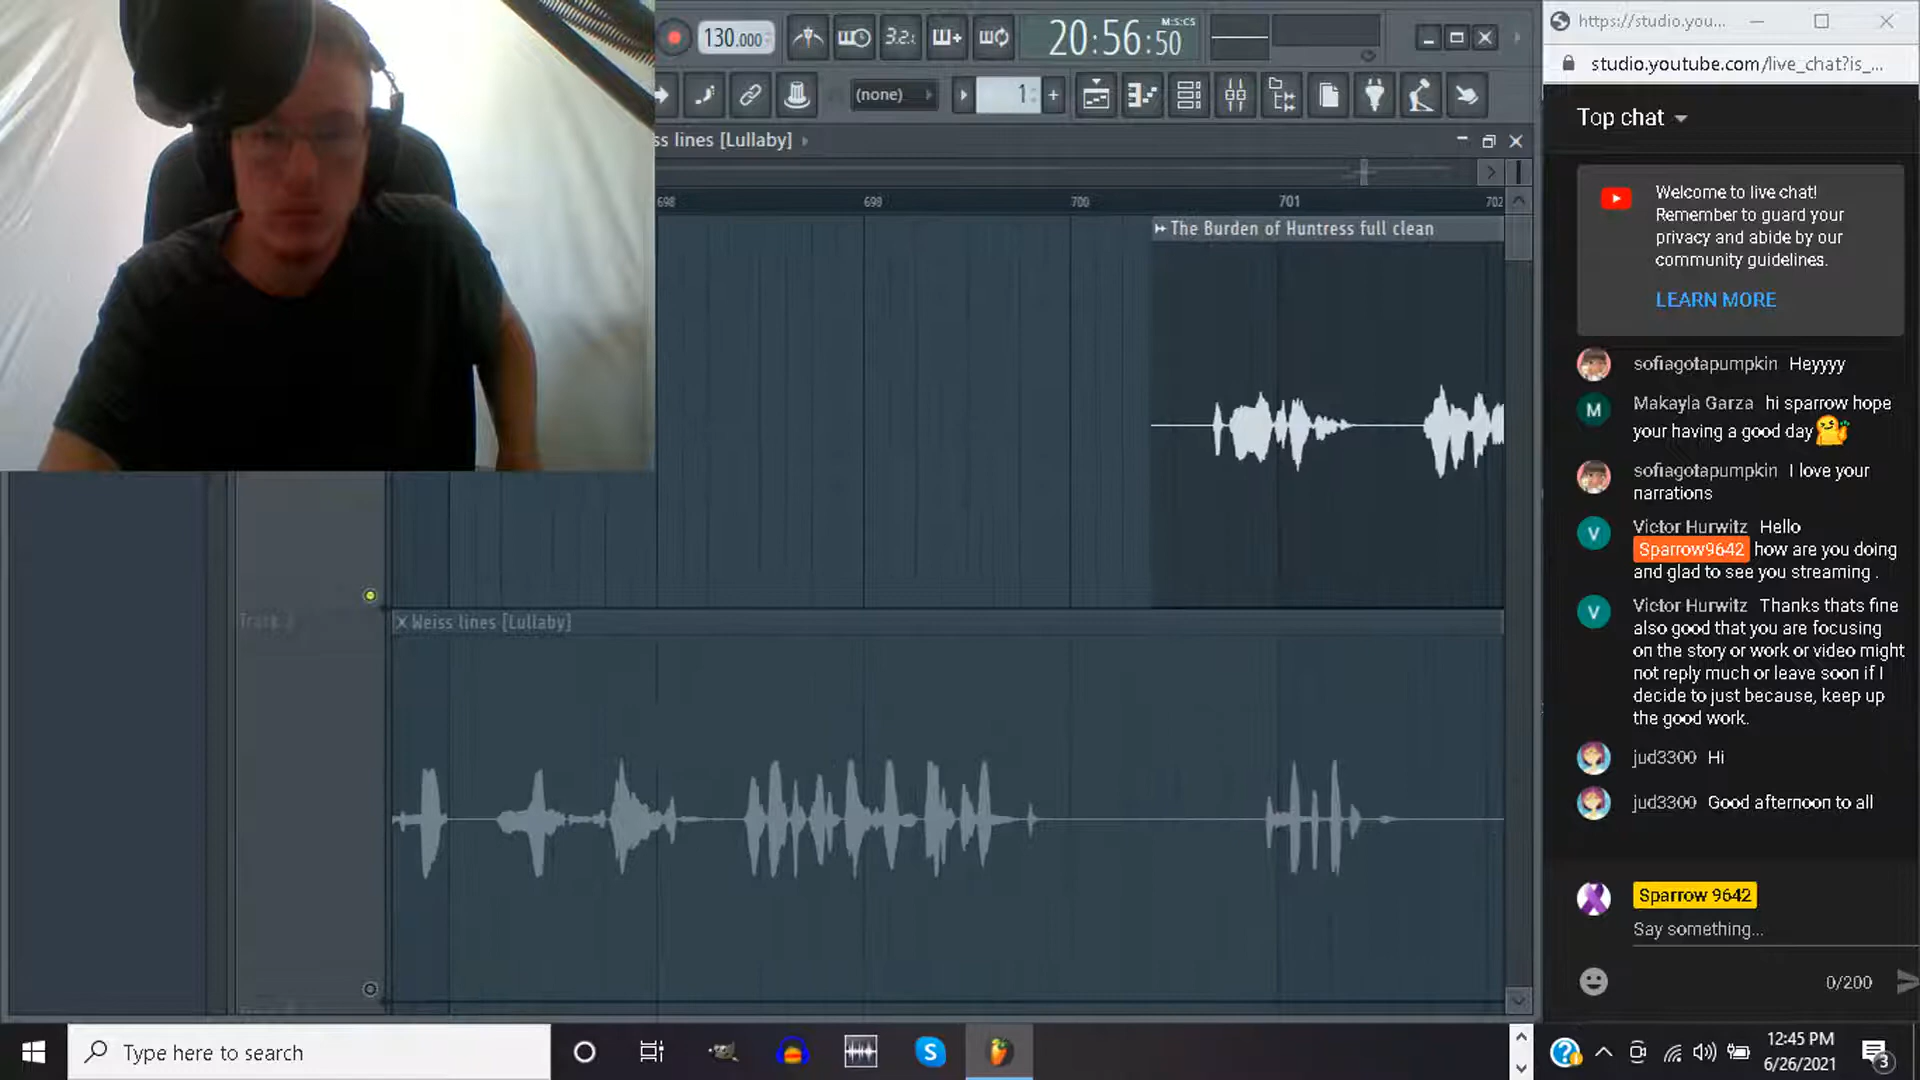 130.000
3.2.
20:56:50
M:S:CS
https://studio.you...
studio.youtube.com/live_chat?is_...
(none)
1
ss lines [Lullaby]
698
699
700
701
702
The Burden of Huntress full clean
Weiss lines [Lullaby]
Top chat
Welcome to live chat!
Remember to guard your
privacy and abide by our
community guidelines.
LEARN MORE
sofiagotapumpkin Heyyyy
Makayla Garza hi sparrow hope
your having a good day
sofiagotapumpkin I love your
narrations
Victor Hurwitz Hello
Sparrow9642 how are you doing
and glad to see you streaming .
Victor Hurwitz Thanks thats fine
also good that you are focusing
on the story or work or video might
not reply much or leave soon if I
decide to just because, keep up
the good work.
jud3300 Hi
jud3300 Good afternoon to all
Sparrow 9642
Say something...
0/200
Type here to search
12:45 PM
6/26/2021
3